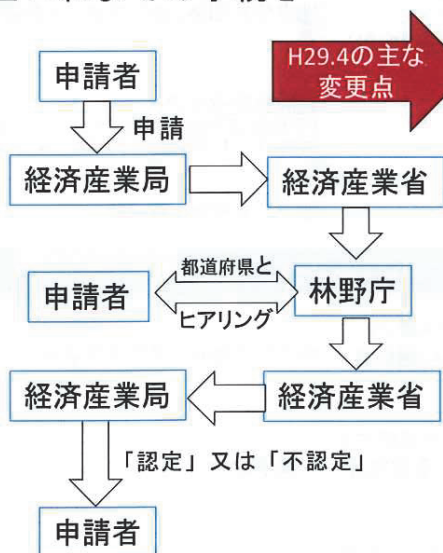 H29.4の主な
変更点
申請者
申請
経済産業局
経済産業省
都道府県と
申請者
ヒアリング
林野庁
経済産業局
経済産業省
「認定」又は「不認定」
申請者